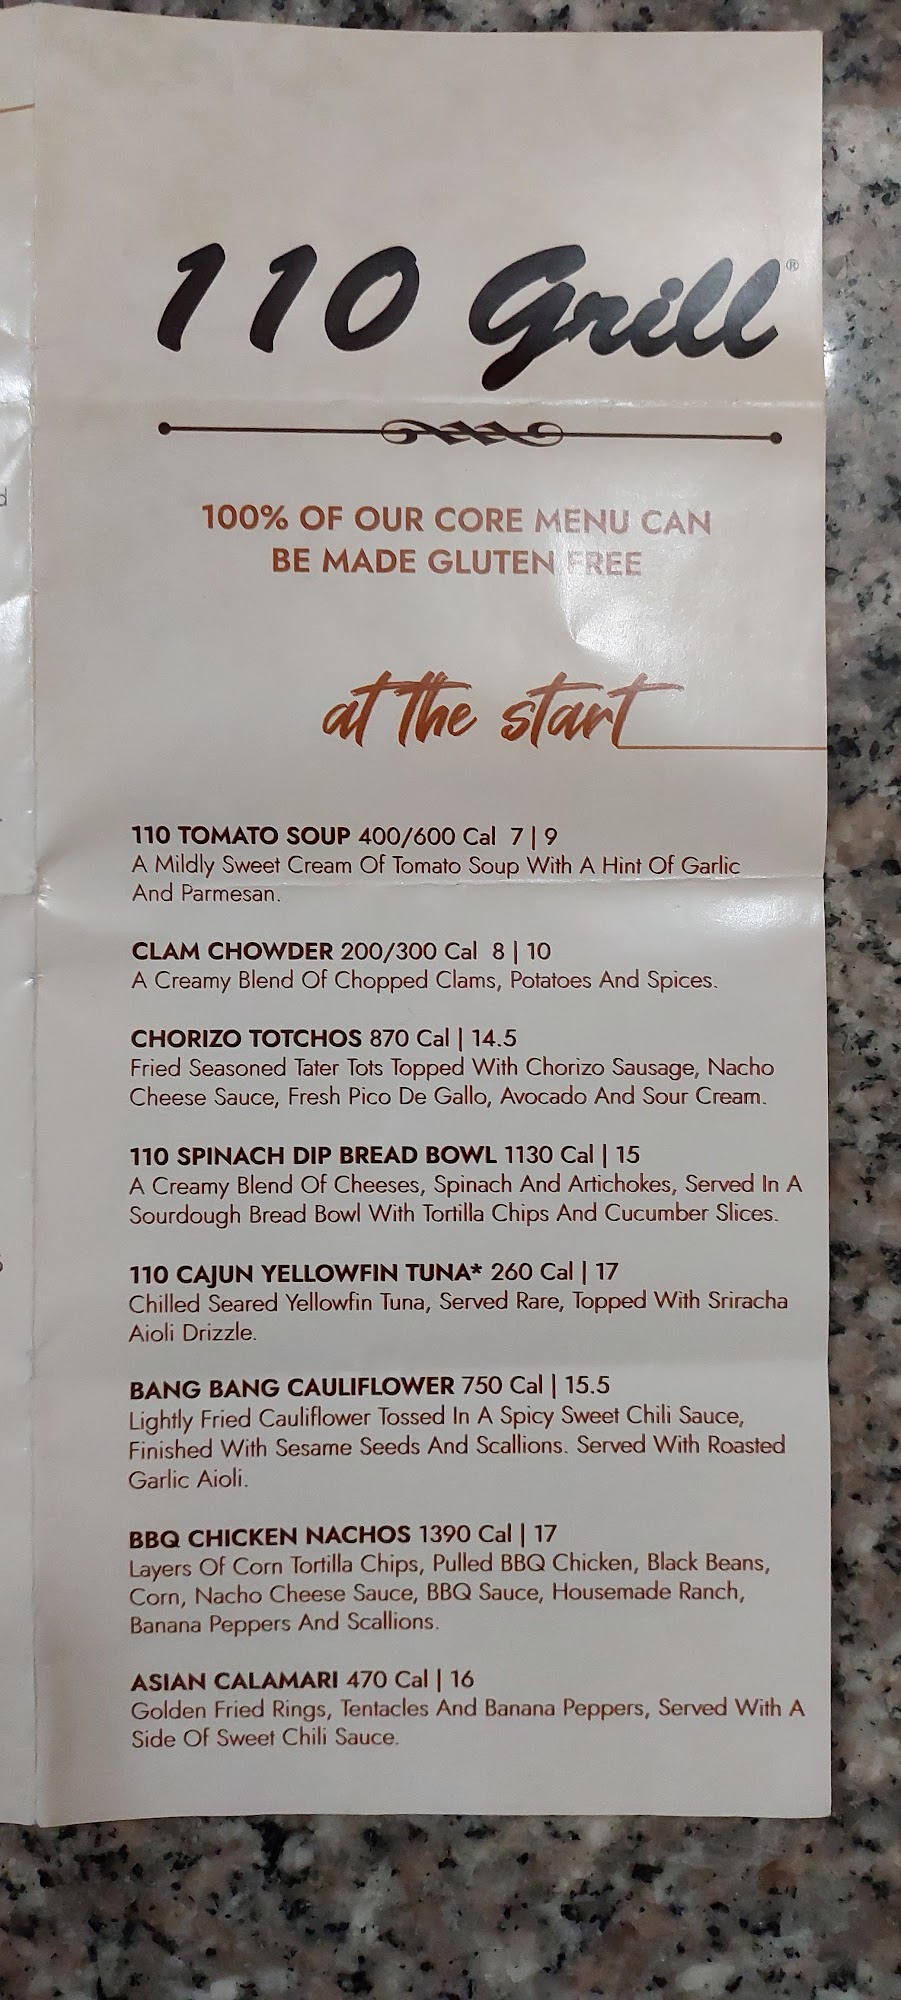 110 Grill®
100% OF OUR CORE MENU CAN
BE MADE GLUTEN FREE
at the start
110 TOMATO SOUP 400/600 Cal 7 | 9
A Mildly Sweet Cream Of Tomato Soup With A Hint Of Garlic
And Parmesan.
CLAM CHOWDER 200/300 Cal 8 | 10
A Creamy Blend Of Chopped Clams, Potatoes And Spices.
CHORIZO TOTCHOS 870 Cal | 14.5
Fried Seasoned Tater Tots Topped With Chorizo Sausage, Nacho
Cheese Sauce, Fresh Pico De Gallo, Avocado And Sour Cream.
110 SPINACH DIP BREAD BOWL 1130 Cal | 15
A Creamy Blend Of Cheeses, Spinach And Artichokes, Served In A
Sourdough Bread Bowl With Tortilla Chips And Cucumber Slices.
110 CAJUN YELLOWFIN TUNA* 260 Cal | 17
Chilled Seared Yellowfin Tuna, Served Rare, Topped With Sriracha
Aioli Drizzle.
BANG BANG CAULIFLOWER 750 Cal | 15.5
Lightly Fried Cauliflower Tossed In A Spicy Sweet Chili Sauce,
Finished With Sesame Seeds And Scallions. Served With Roasted
Garlic Aioli.
BBQ CHICKEN NACHOS 1390 Cal | 17
Layers Of Corn Tortilla Chips, Pulled BBQ Chicken, Black Beans,
Corn, Nacho Cheese Sauce, BBQ Sauce, Housemade Ranch,
Banana Peppers And Scallions.
ASIAN CALAMARI 470 Cal | 16
Golden Fried Rings, Tentacles And Banana Peppers, Served With A
Side Of Sweet Chili Sauce.